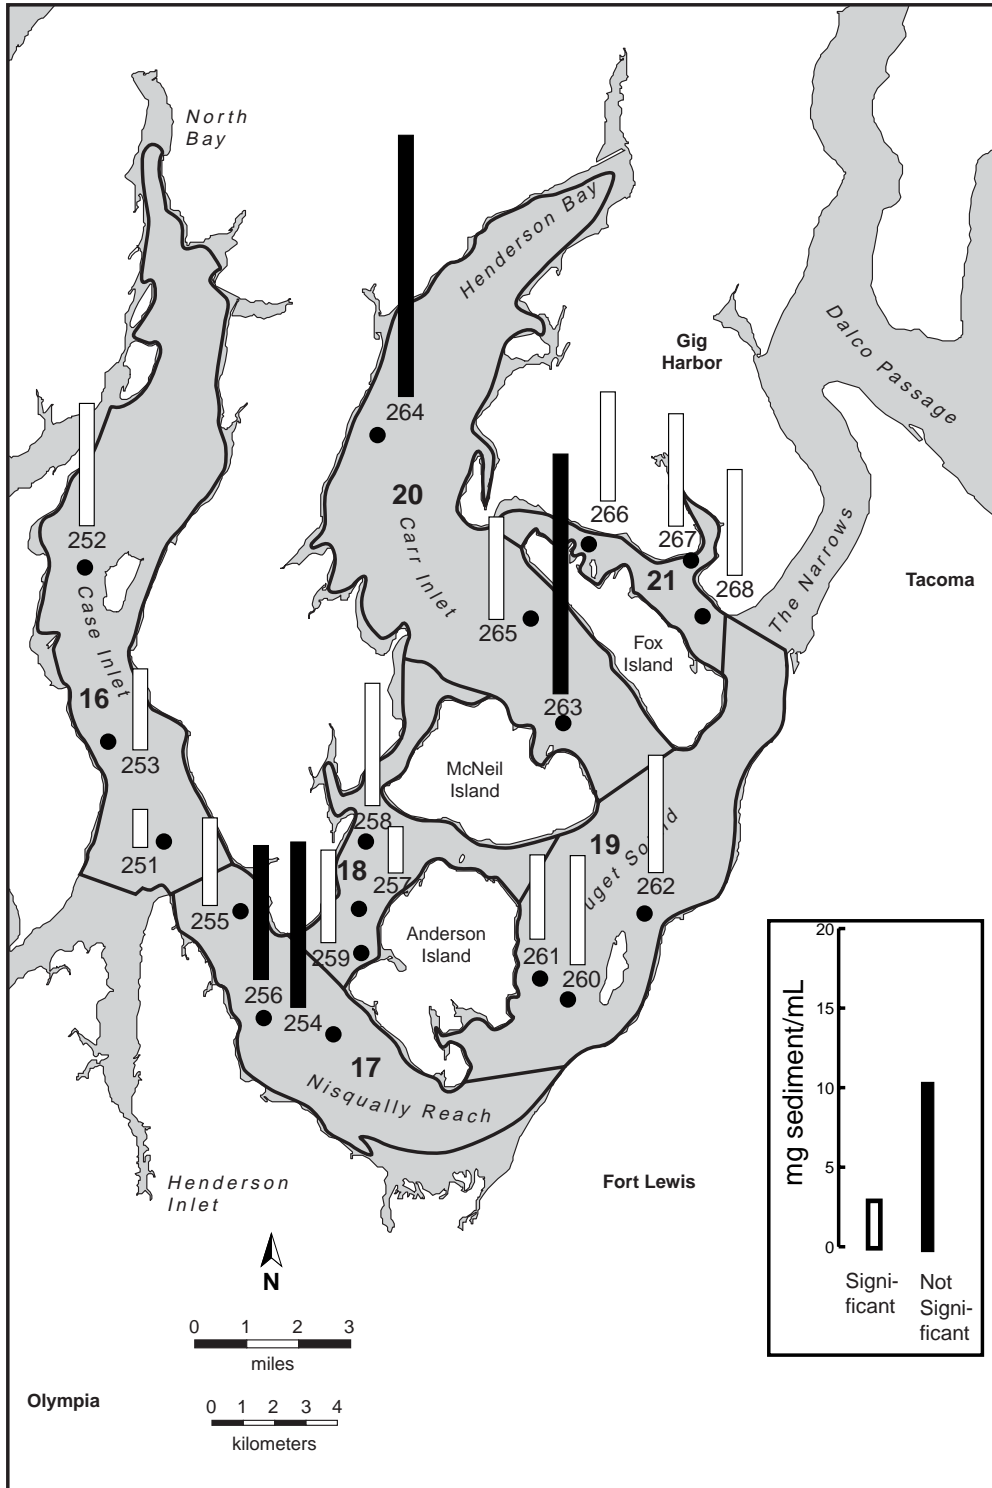 North
Bay
Henderson Bay
Gig
Harbor
Dalco Passage
264
20
Carr Inlet
252
266
267
268
21
The Narrows
Tacoma
265
Fox
Island
Case Inlet
16
263
253
McNeil
Island
258
251
18
257
19
uget So nd
262
255
Anderson
Island
259
261
260
256
254
17
Nisqually Reach
Henderson
Inlet
Fort Lewis
N
0 1 2 3
miles
Olympia
0 1 2 3 4
kilometers
mg sediment/mL
20
15
10
5
0
Signi-
ficant
Not
Signi-
ficant